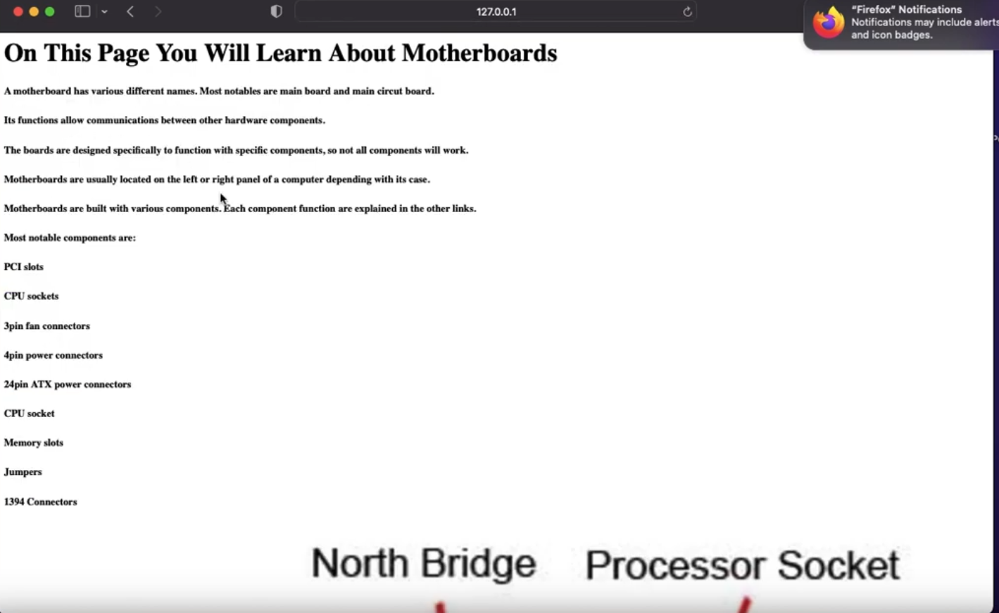 127.0.0.1
"Firefox" Notifications
Notifications may include alerts
and icon badges.
On This Page You Will Learn About Motherboards
A motherboard has various different names. Most notables are main board and main circut board.
Its functions allow communications between other hardware components.
The boards are designed specifically to function with specific components, so not all components will work.
Motherboards are usually located on the left or right panel of a computer depending with its case.
Motherboards are built with various components. Each component function are explained in the other links.
Most notable components are:
PCI slots
CPU sockets
3pin fan connectors
4pin power connectors
24pin ATX power connectors
CPU socket
Memory slots
Jumpers
1394 Connectors
North Bridge Processor Socket